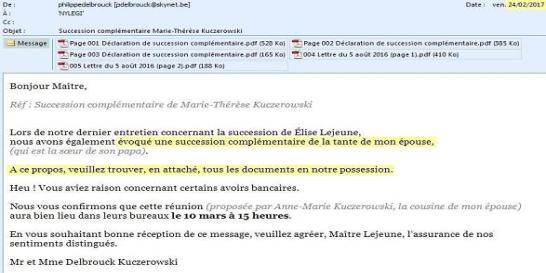 De : philippedelbrouck [pdelbrouck@skynet.be] Date : ven. 24/02/2017
À : 'NYLEGI'
Cc :
Objet : Succession complémentaire Marie-Thérèse Kuczerowski
Message Page 001 Déclaration de succession complémentaire.pdf (528 Ko) Page 002 Déclaration de succession complémentaire.pdf (385 Ko)
Page 003 Déclaration de succession complémentaire.pdf (165 Ko) 004 Lettre du 5 août 2016 (page 1).pdf (410 Ko)
005 Lettre du 5 août 2016 (page 2).pdf (188 Ko)
Bonjour Maître,
Réf : Succession complémentaire de Marie-Thérèse Kuczerowski
Lors de notre dernier entretien concernant la succession de Élise Lejeune,
nous avons également évoqué une succession complémentaire de la tante de mon épouse,
(qui est la sœur de son papa).
A ce propos, veuillez trouver, en attaché, tous les documents en notre possession.
Heu ! Vous aviez raison concernant certains avoirs bancaires.
Nous vous confirmons que cette réunion (proposée par Anne-Marie Kuczerowski, la cousine de mon épouse)
aura bien lieu dans leurs bureaux le 10 mars à 15 heures.
En vous souhaitant bonne réception de ce message, veuillez agréer, Maître Lejeune, l'assurance de nos
sentiments distingués.
Mr et Mme Delbrouck Kuczerowski